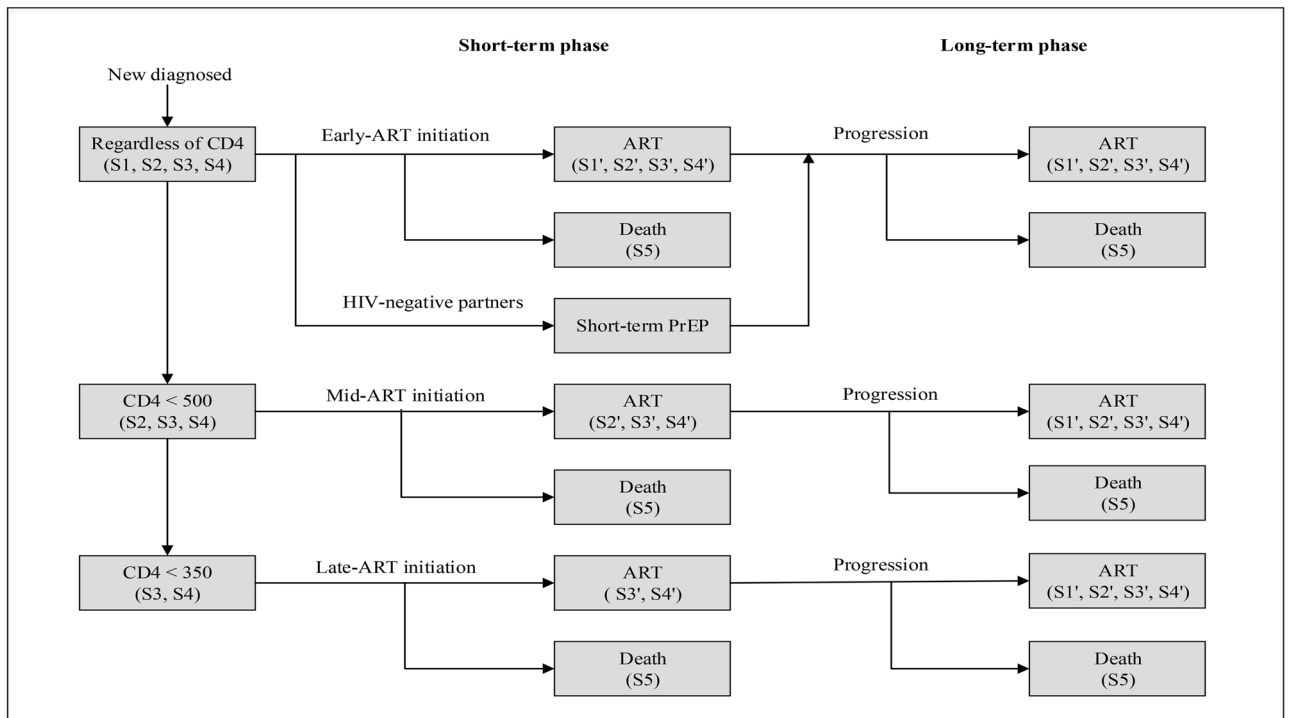 Short-term phase
Long-term phase
New diagnosed
Regardless of CD4
(S1, S2, S3, S4)
Early-ART initiation
ART
(S1', S2', S3', S4')
Progression
ART
(S1', S2', S3', S4')
Death
(S5)
Death
(S5)
HIV-negative partners
Short-term PrEP
CD4 < 500
(S2, S3, S4)
Mid-ART initiation
ART
(S2', S3', S4')
Progression
ART
(S1', S2', S3', S4')
Death
(S5)
Death
(S5)
CD4 < 350
(S3, S4)
Late-ART initiation
ART
( S3', S4')
Progression
ART
(S1', S2', S3', S4')
Death
(S5)
Death
(S5)